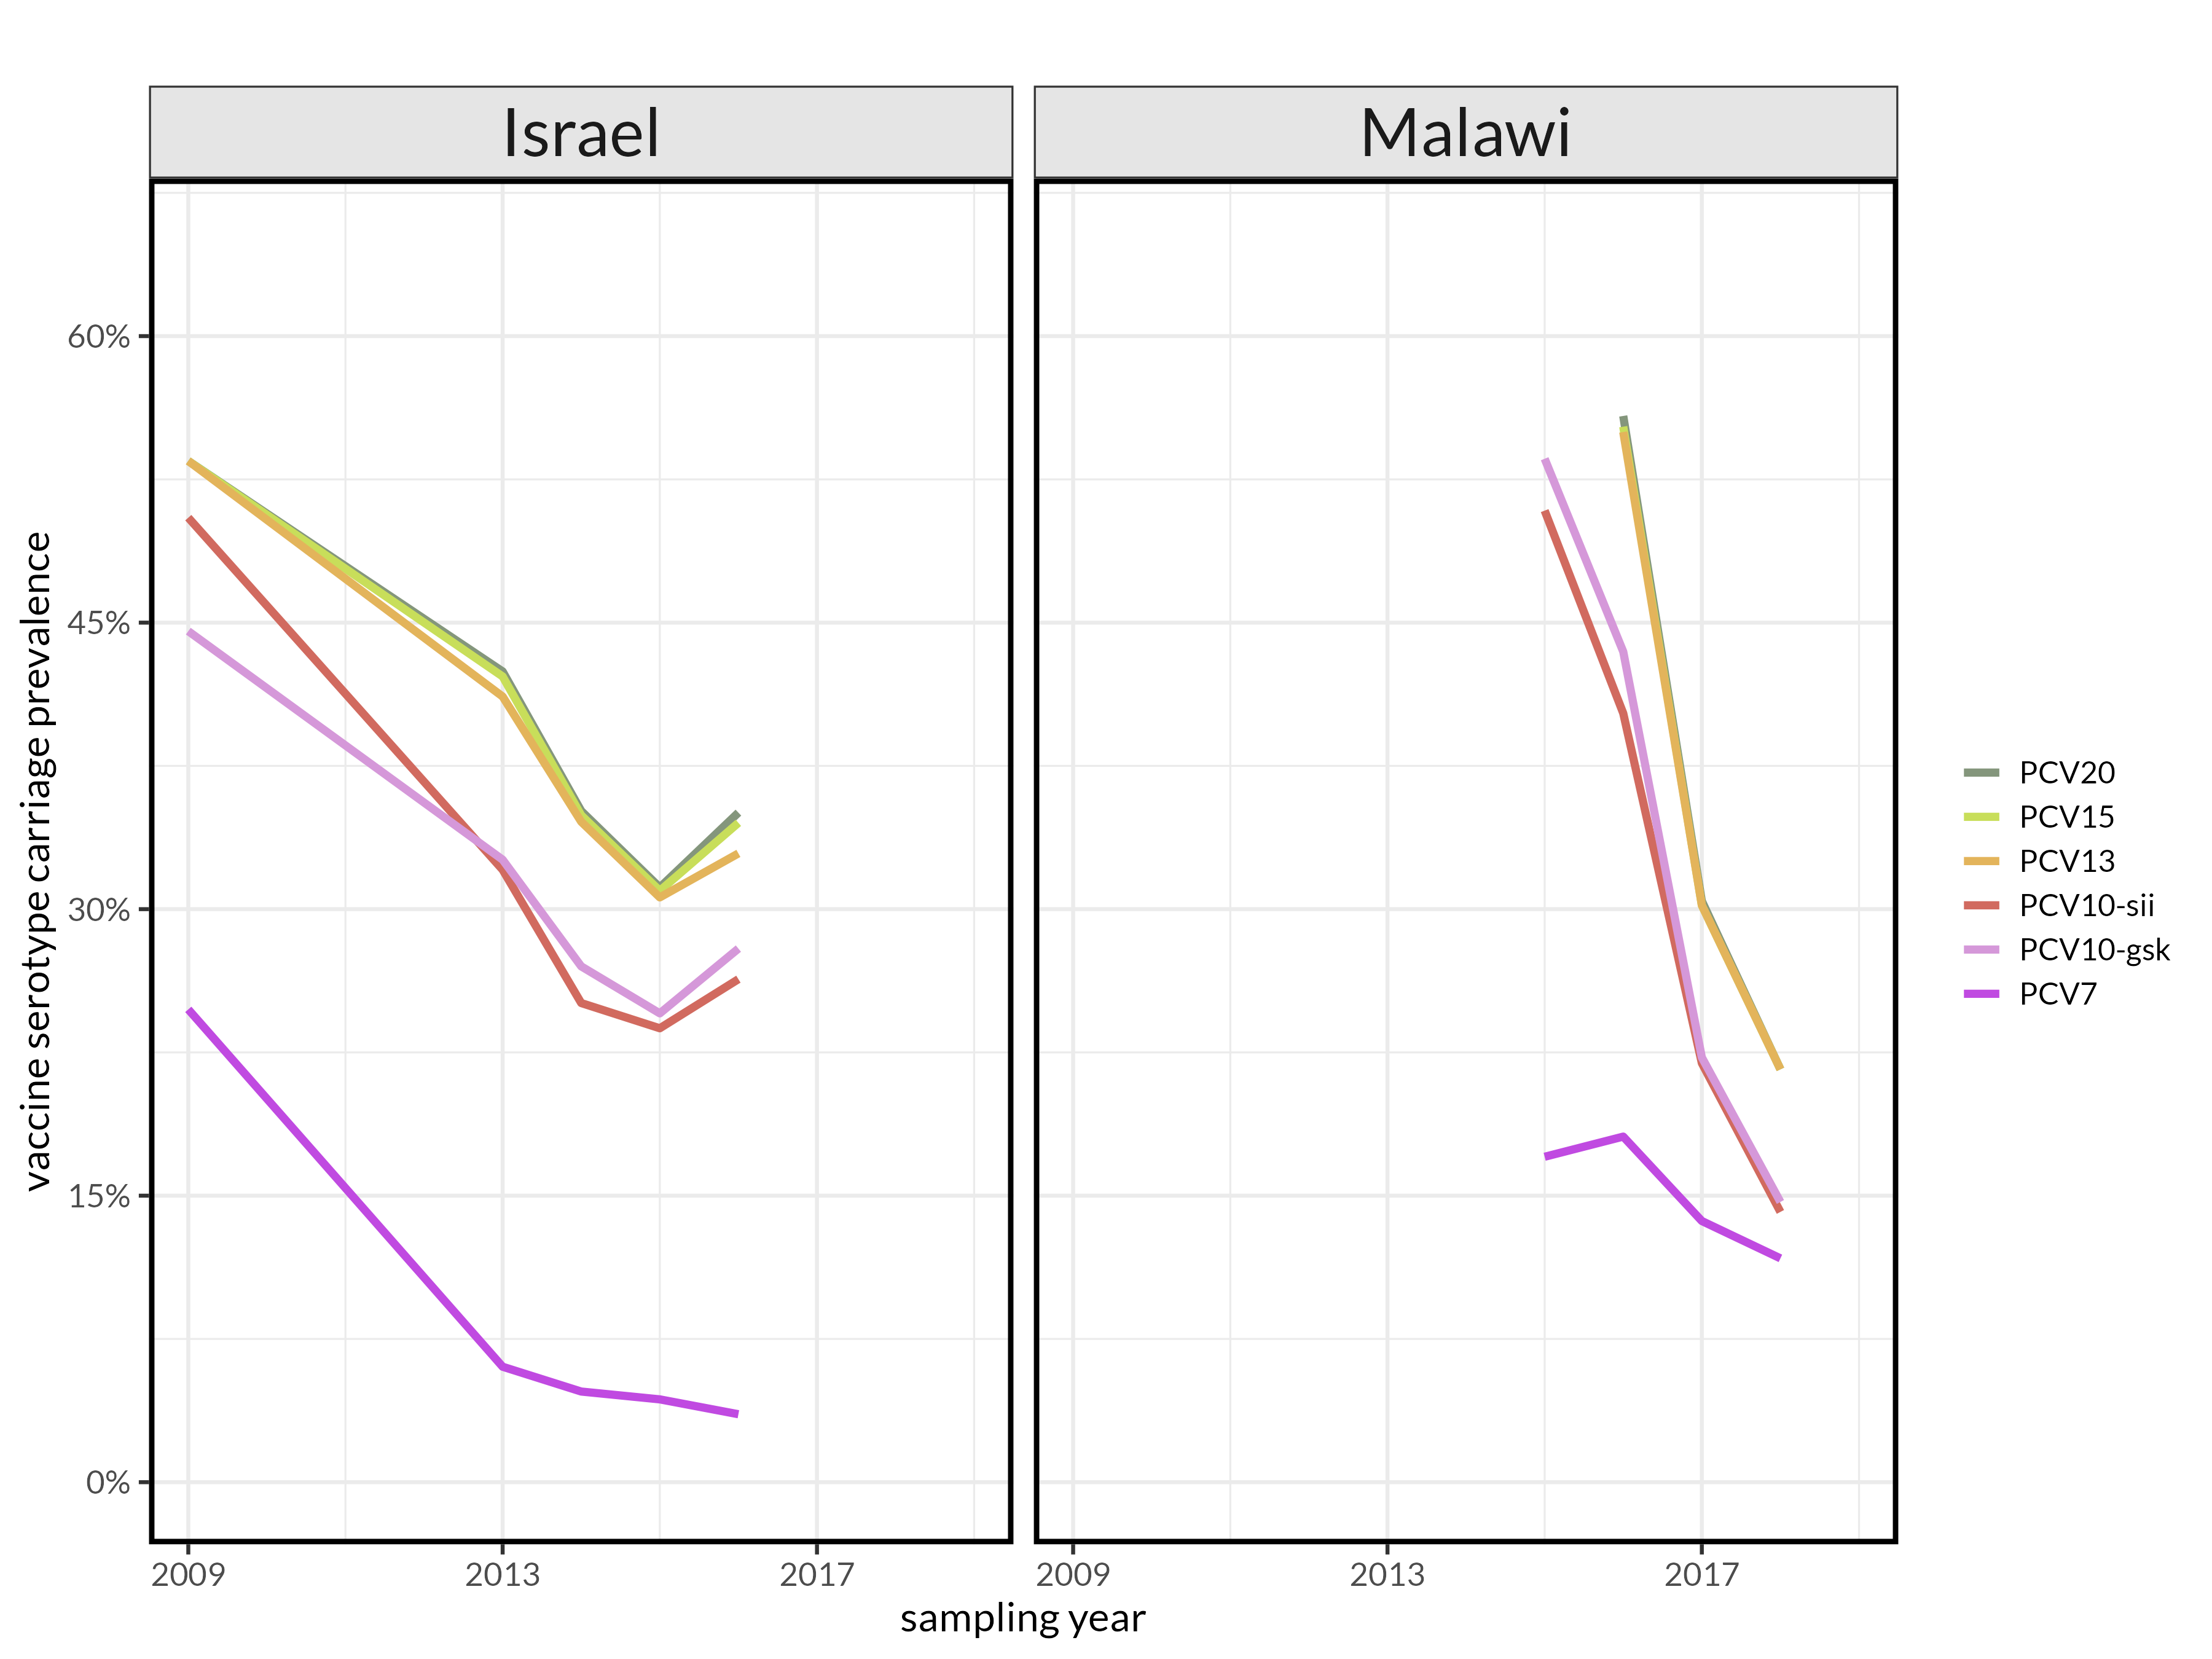 Israel
Malawi
vaccine serotype carriage prevalence
60%
45%
30%
15%
0%
2009
2013
2017
2009
2013
2017
sampling year
PCV20
PCV15
PCV13
PCV10-sii
PCV10-gsk
PCV7